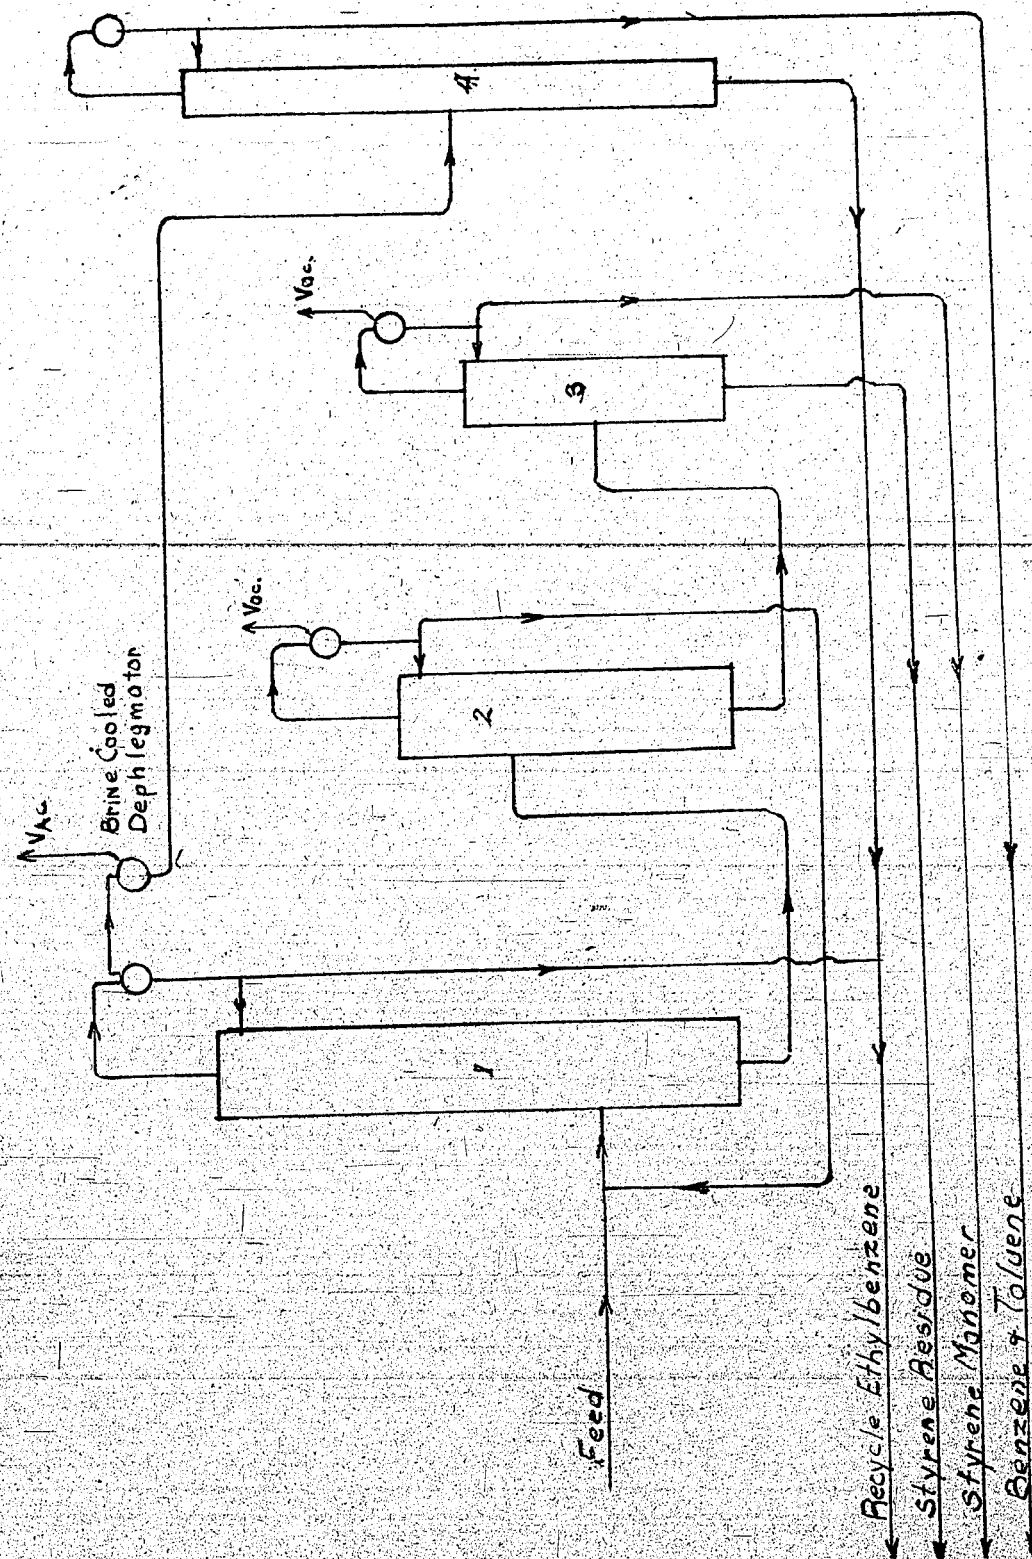 Feed
1
2
3
4
Vac.
Brine Cooled
Dephlegmator
Vac.
Vac.
Recycle Ethylbenzene
Styrene Residue
Styrene Monomer
Benzene & Toluene